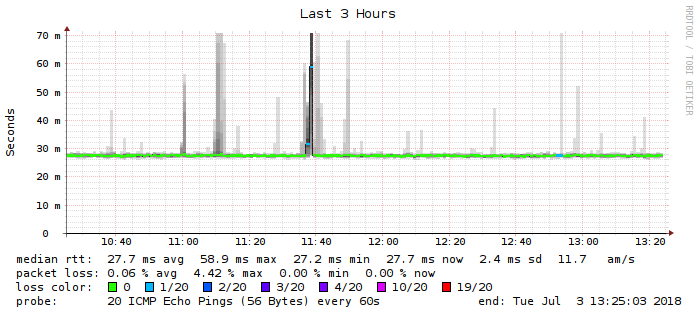 Last 3 Hours
RRDTOOL / TOBI OETIKER
Seconds
70 m
60 m
50 m
40 m
30 m
20 m
10 m
0
10:40 11:00 11:20 11:40 12:00 12:20 12:40 13:00 13:20
median rtt: 27.7 ms avg 58.9 ms max 27.2 ms min 27.7 ms now 2.4 ms sd 11.7 am/s
packet loss: 0.06 % avg 4.42 % max 0.00 % min 0.00 % now
loss color: 0 1/20 2/20 3/20 4/20 10/20 19/20
probe: 20 ICMP Echo Pings (56 Bytes) every 60s end: Tue Jul 3 13:25:03 2018